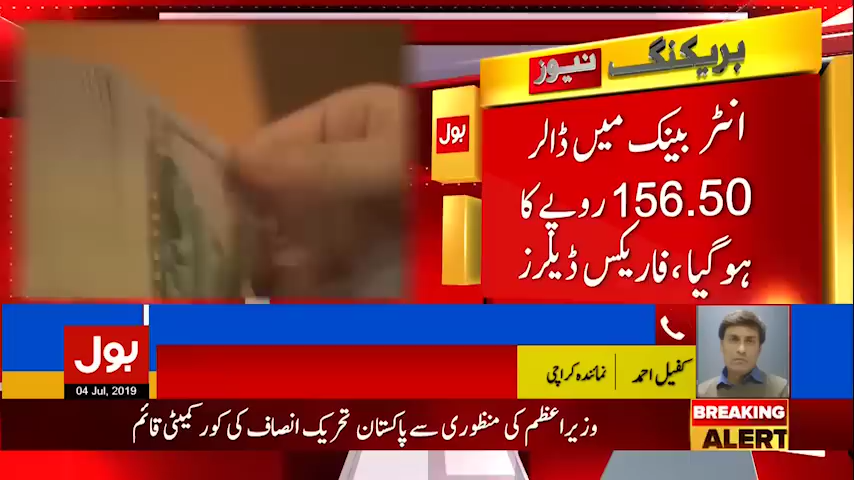 بریکنگ نیوز
بول
انٹر بینک میں ڈالر
156.50 روپے کا
ہوگیا، فاریکس ڈیلرز
بول
04 Jul, 2019
کفیل احمد
نمائندہ کراچی
وزیراعظم کی منظوری سے پاکستان تحریک انصاف کی کور کمیٹی قائم
BREAKING
ALERT